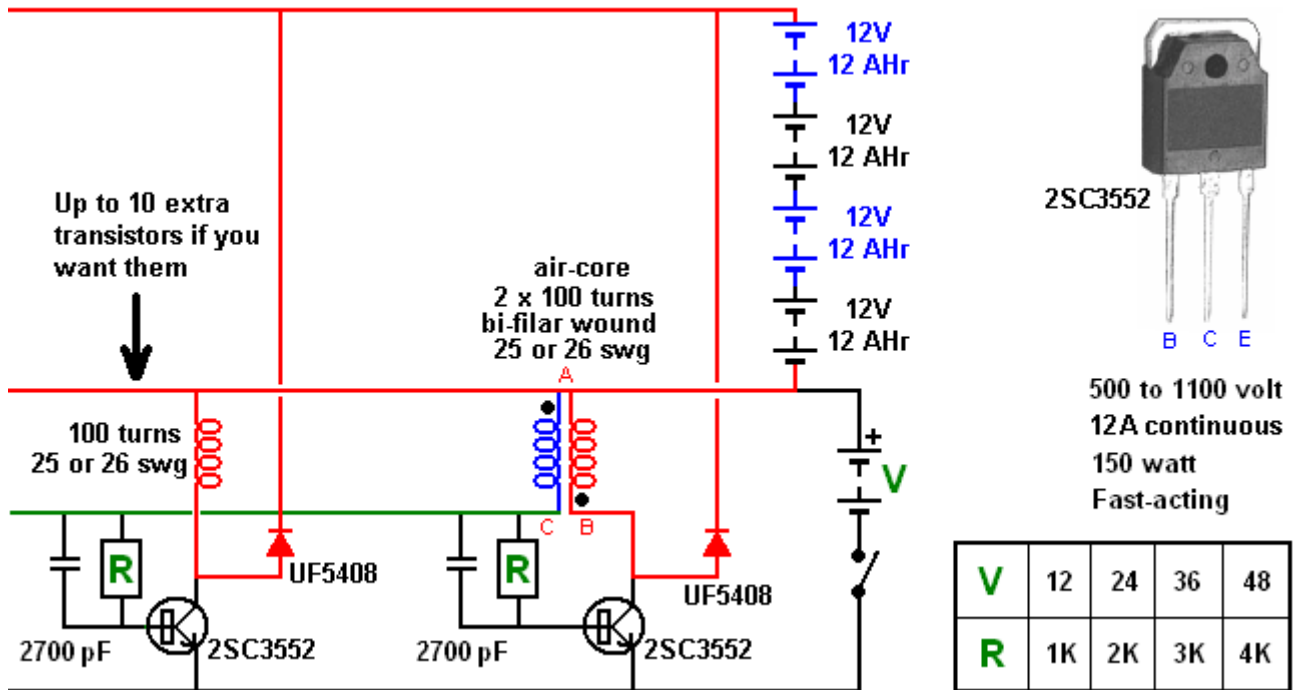 12V
12 AHr
12V
12 AHr
12V
12 AHr
12V
12 AHr
Up to 10 extra
transistors if you
want them
air-core
2 x 100 turns
bi-filar wound
25 or 26 swg
A
100 turns
25 or 26 swg
C B
+
V
R
UF5408
R
UF5408
2700 pF
2SC3552
2700 pF
2SC3552
2SC3552
B C E
500 to 1100 volt
12A continuous
150 watt
Fast-acting
V 12 24 36 48
R 1K 2K 3K 4K